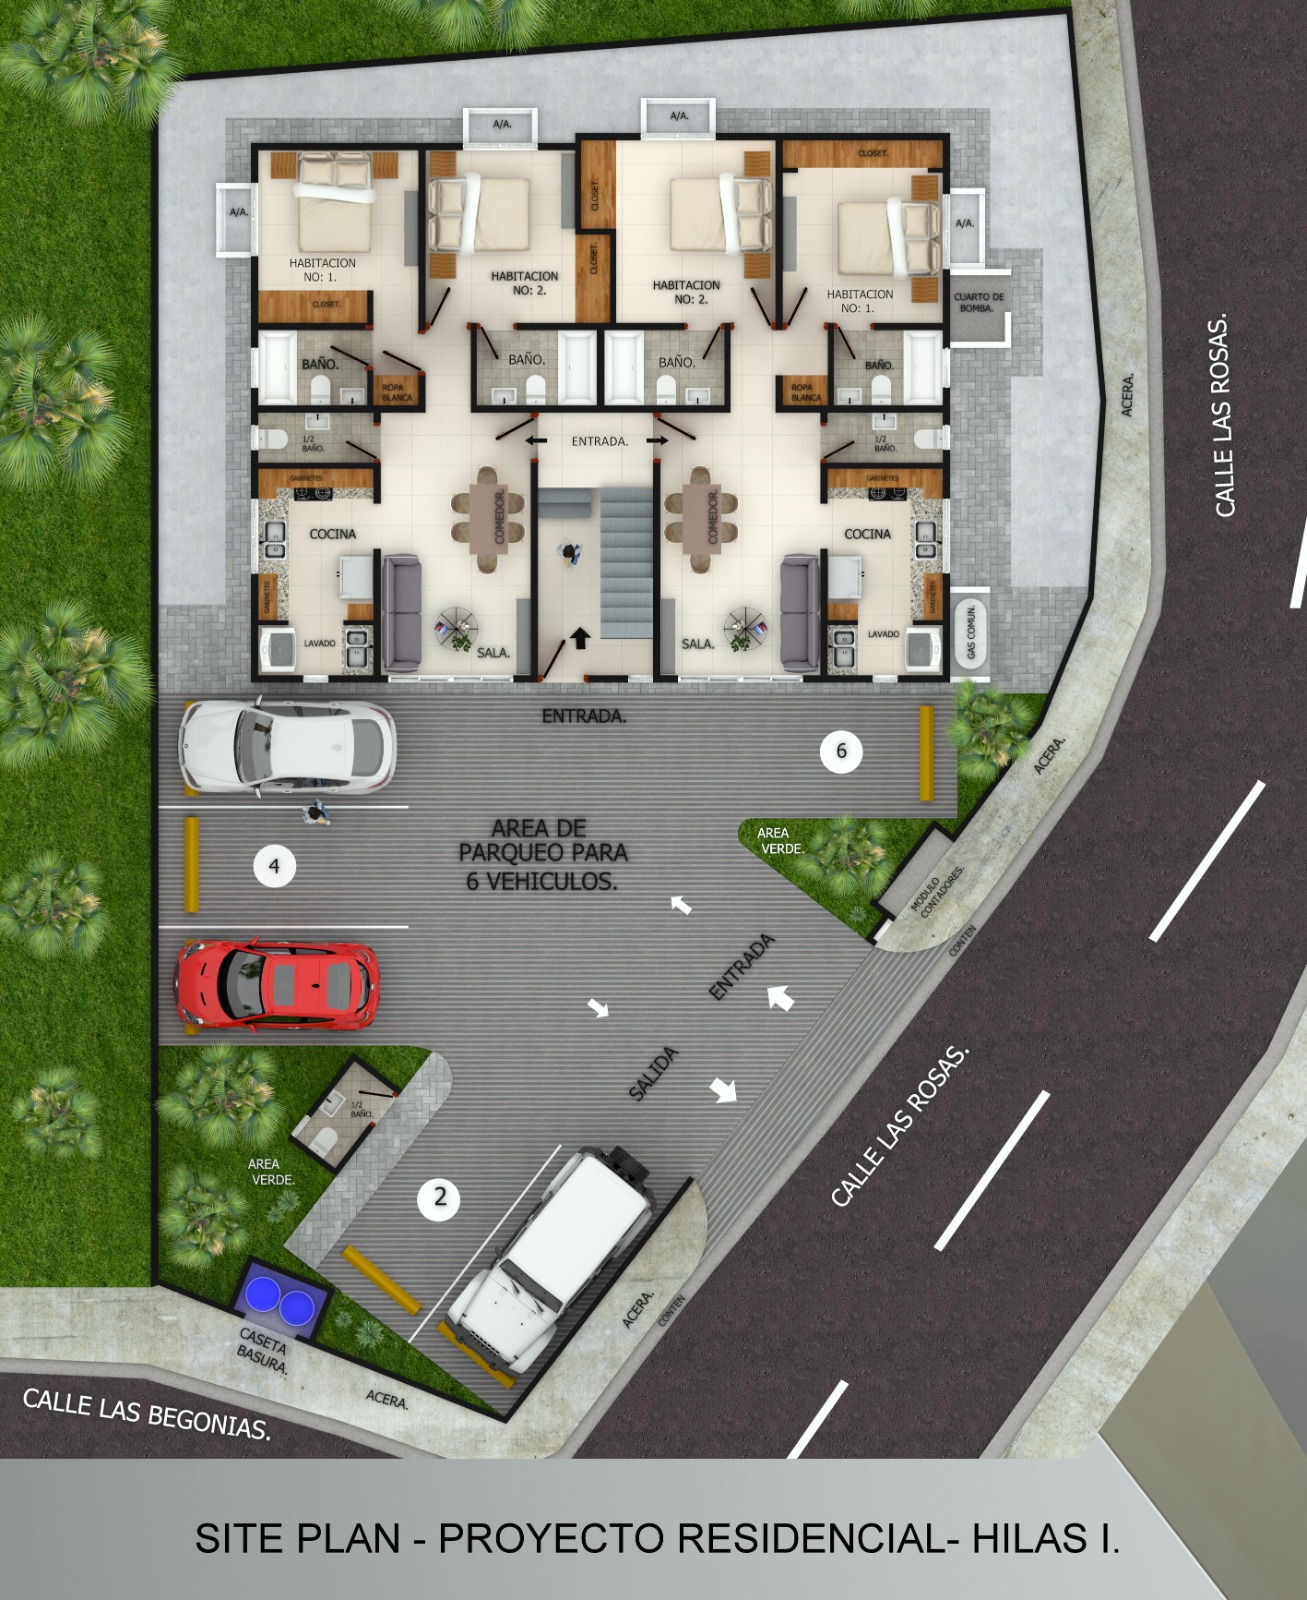 A/A.
A/A.
CLOSET.
CLOSET.
A/A.
A/A.
HABITACION
NO: 1.
HABITACION
NO: 2.
CLOSET.
HABITACION
NO: 2.
HABITACION
NO: 1.
CLOSET.
CUARTO DE
BOMBA.
BAÑO.
BAÑO.
BAÑO.
BAÑO.
ROPA
BLANCA
ROPA
BLANCA
1/2
BAÑO.
ENTRADA.
1/2
BAÑO.
ACERA.
CALLE LAS ROSAS.
GABINETES
GABINETES
COCINA
COMEDOR.
COMEDOR.
COCINA
GABINETES
GABINETES
LAVADO
SALA.
SALA.
LAVADO
GAS COMUN.
ENTRADA.
6
ACERA.
AREA DE
PARQUEO PARA
6 VEHICULOS.
AREA
VERDE.
4
MODULO
CONTADORES.
CONTEN
ENTRADA
SALIDA
CALLE LAS ROSAS.
1/2
BAÑO.
AREA
VERDE.
2
ACERA.
CONTEN
CASETA
BASURA.
ACERA.
CALLE LAS BEGONIAS.
SITE PLAN - PROYECTO RESIDENCIAL- HILAS I.